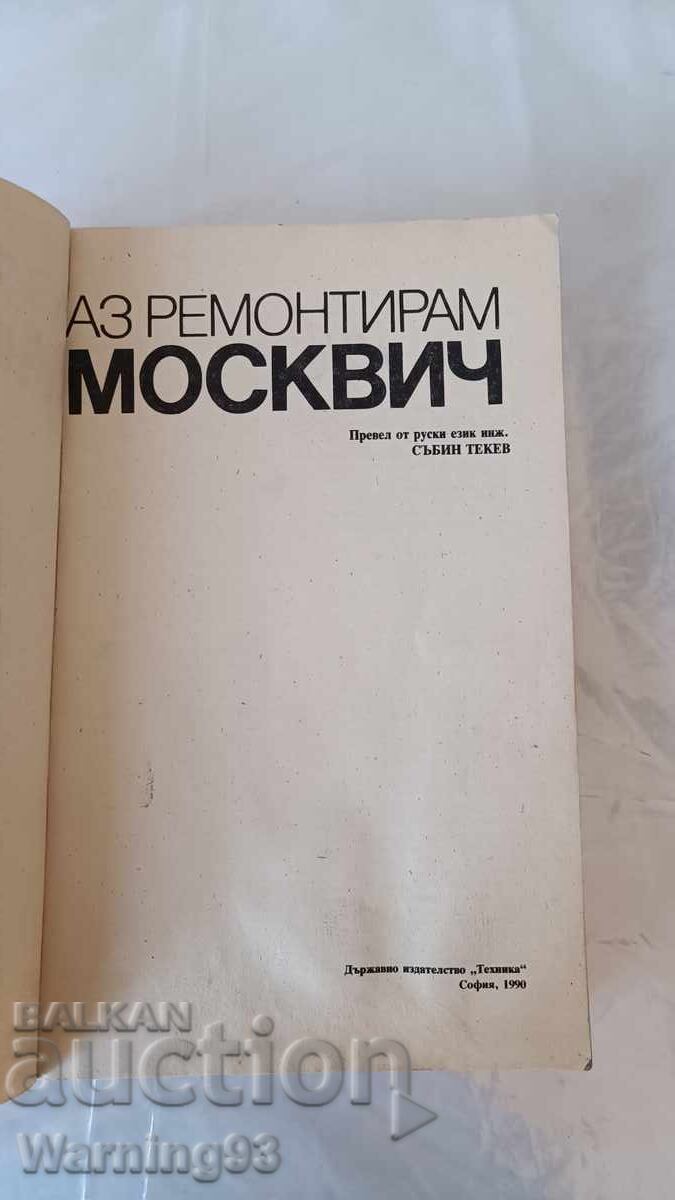 АЗ РЕМОНТИРАМ
МОСКВИЧ
Превел от руски език инж.
СЪБИН ТЕКЕВ
Държавно издателство „Техника“
София, 1990
BALKAN
auction
Warning93